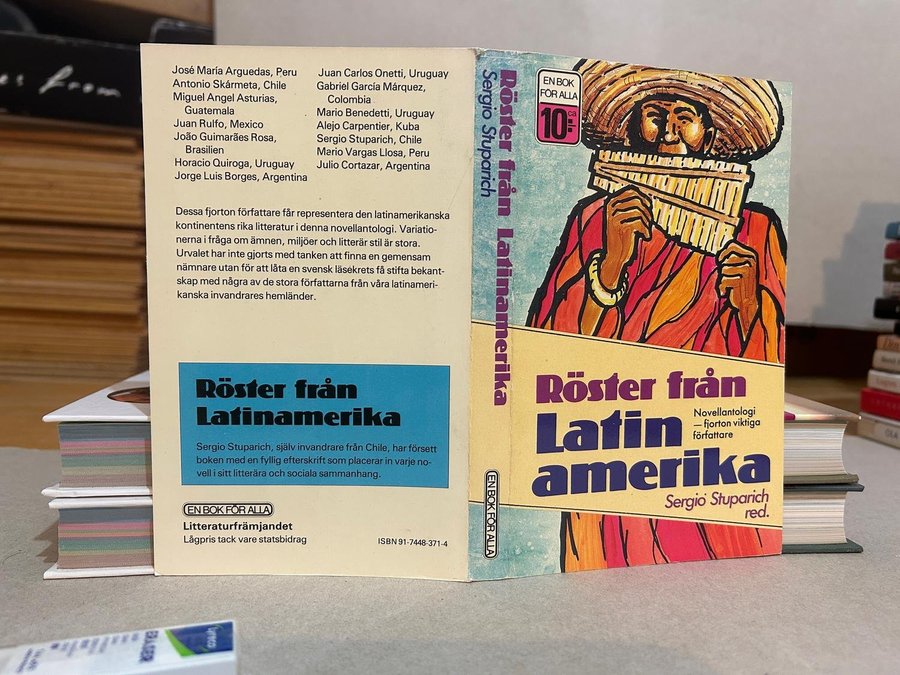 José María Arguedas, Peru
Antonio Skármeta, Chile
Miguel Angel Asturias,
Guatemala
Juan Rulfo, Mexico
João Guimarães Rosa,
Brasilien
Horacio Quiroga, Uruguay
Jorge Luis Borges, Argentina
Juan Carlos Onetti, Uruguay
Gabriel García Márquez,
Colombia
Mario Benedetti, Uruguay
Alejo Carpentier, Kuba
Sergio Stuparich, Chile
Mario Vargas Llosa, Peru
Julio Cortazar, Argentina
Dessa fjorton författare får representera den latinamerikanska
kontinentens rika litteratur i denna novellantologi. Variatio-
nerna i fråga om ämnen, miljöer och litterär stil är stora.
Urvalet har inte gjorts med tanken att finna en gemensam
nämnare utan för att låta en svensk läsekrets få stifta bekant-
skap med några av de stora författarna från våra latinameri-
kanska invandrares hemländer.
Röster från
Latinamerika
Sergio Stuparich, själv invandrare från Chile, har försett
boken med en fyllig efterskrift som placerar in varje no-
vell i sitt litterära och sociala sammanhang.
EN BOK FÖR ALLA
Litteraturfrämjandet
Lågpris tack vare statsbidrag
ISBN 91-7448-371-4
Röster från Latinamerika
Sergio Stuparich
EN BOK FÖR ALLA
EN BOK
FÖR ALLA
ca
10:-
Röster från
Latin
amerika
Novellantologi
— fjorton viktiga
författare
Sergio Stuparich
red.
from
ERASER